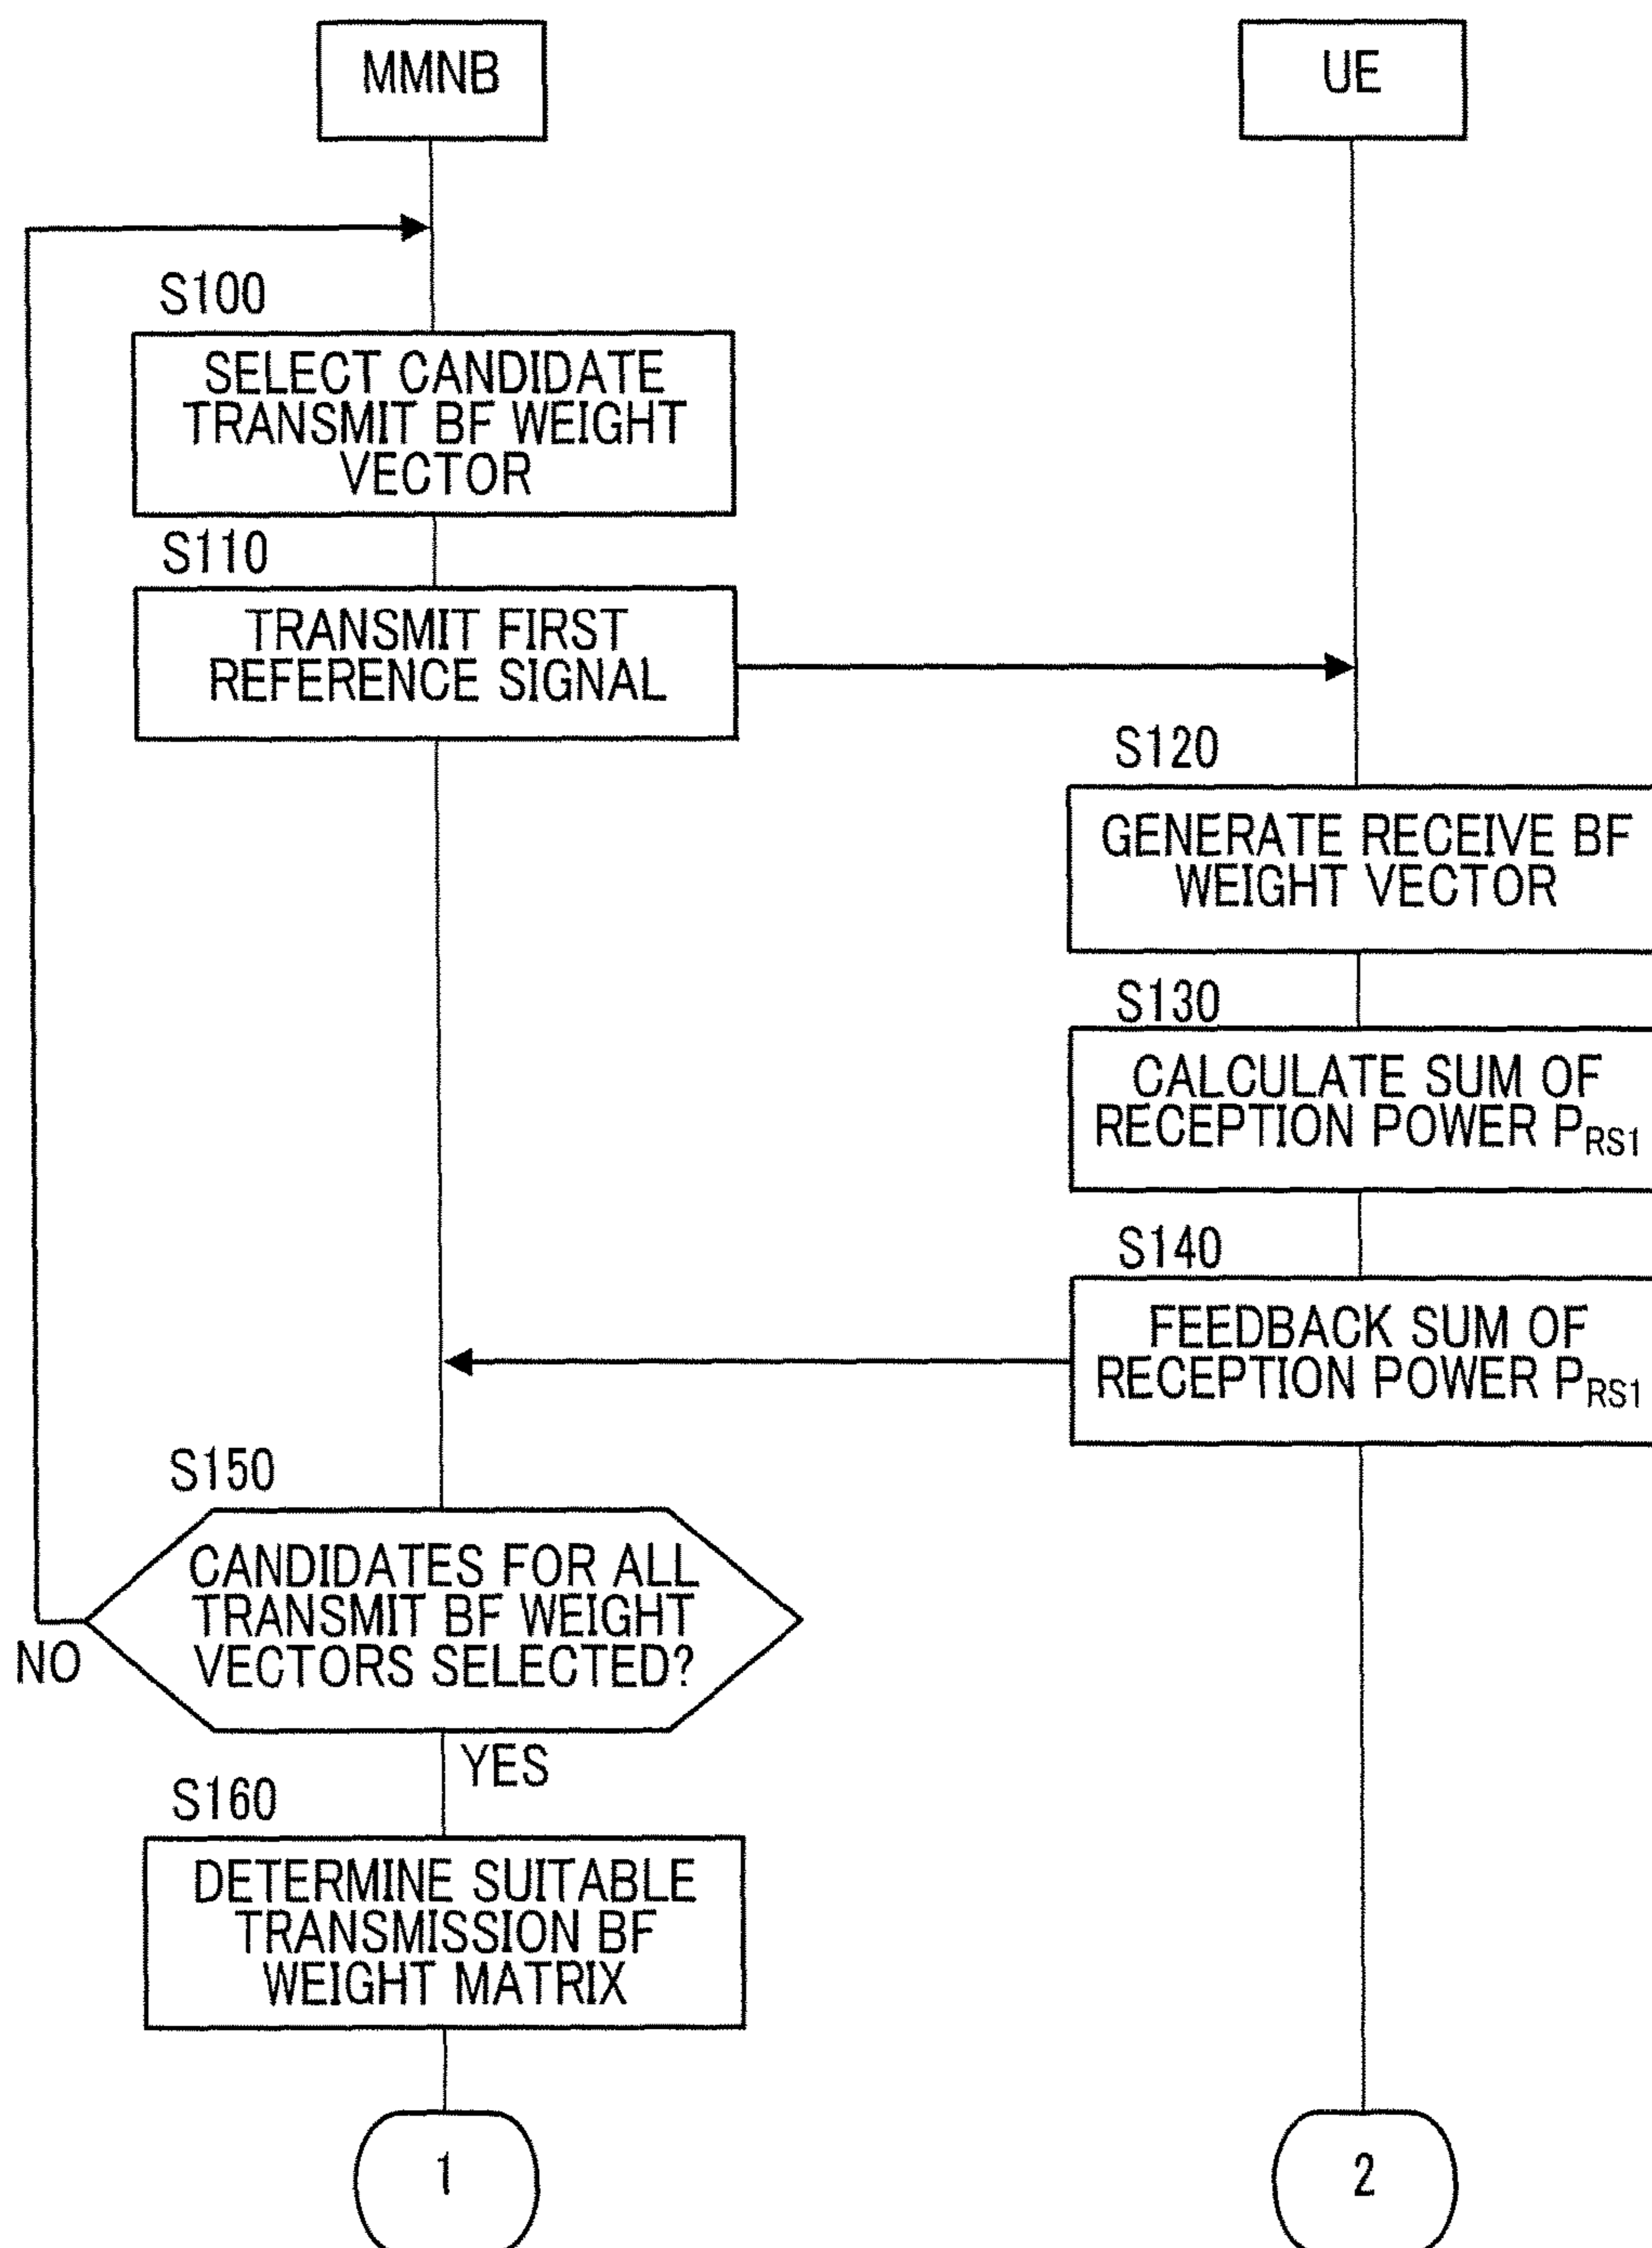 MMNB
UE
S100
SELECT CANDIDATE
TRANSMIT BF WEIGHT
VECTOR
S110
TRANSMIT FIRST
REFERENCE SIGNAL
S120
GENERATE RECEIVE BF
WEIGHT VECTOR
S130
CALCULATE SUM OF
RECEPTION POWER PRS1
S140
FEEDBACK SUM OF
RECEPTION POWER PRS1
S150
CANDIDATES FOR ALL
TRANSMIT BF WEIGHT
VECTORS SELECTED?
NO
YES
S160
DETERMINE SUITABLE
TRANSMISSION BF
WEIGHT MATRIX
1
2